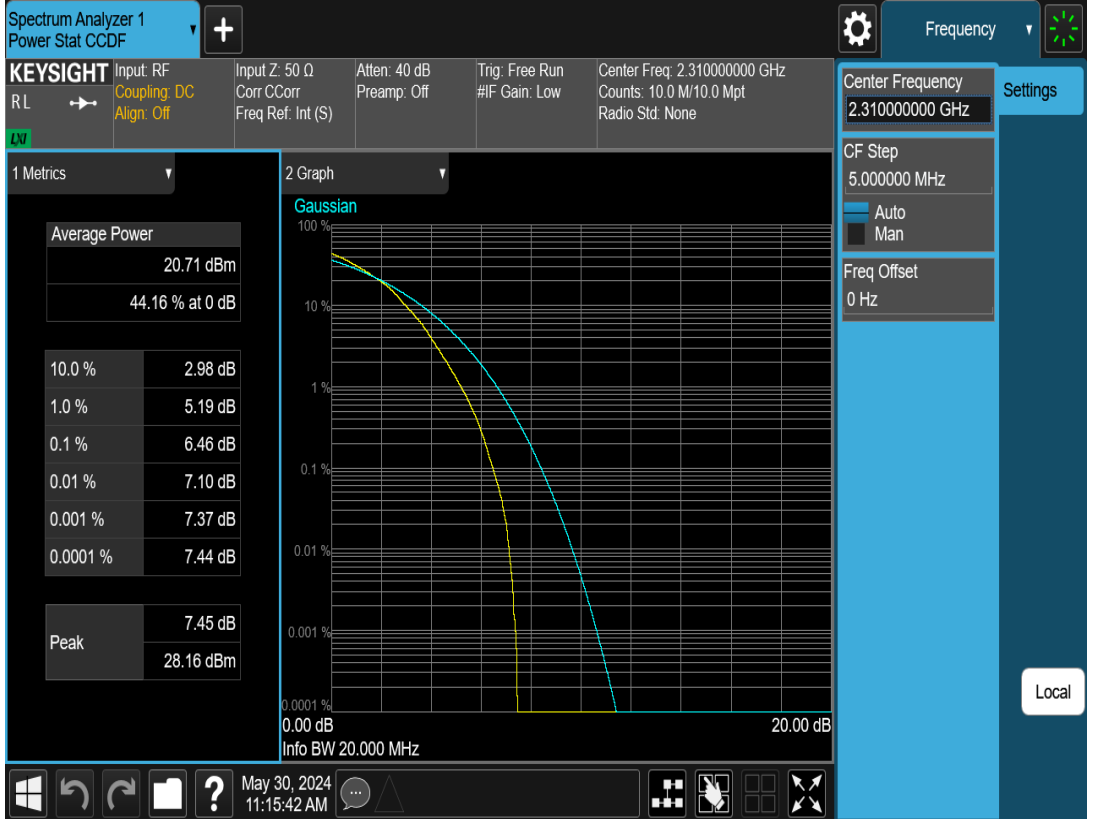 Spectrum Analyzer 1
Power Stat CCDF
+
Frequency
KEYSIGHT
RL
LXI
Input: RF
Coupling: DC
Align: Off
Input Z: 50 Ω
Corr CCorr
Freq Ref: Int (S)
Atten: 40 dB
Preamp: Off
Trig: Free Run
#IF Gain: Low
Center Freq: 2.310000000 GHz
Counts: 10.0 M/10.0 Mpt
Radio Std: None
Center Frequency
2.310000000 GHz
Settings
CF Step
5.000000 MHz
Auto
Man
Freq Offset
0 Hz
1 Metrics
Average Power
20.71 dBm
44.16 % at 0 dB
10.0 % 2.98 dB
1.0 % 5.19 dB
0.1 % 6.46 dB
0.01 % 7.10 dB
0.001 % 7.37 dB
0.0001 % 7.44 dB
Peak
7.45 dB
28.16 dBm
2 Graph
Gaussian
100 %
10 %
1 %
0.1 %
0.01 %
0.001 %
0.0001 %
0.00 dB
20.00 dB
Info BW 20.000 MHz
Local
?
May 30, 2024
11:15:42 AM